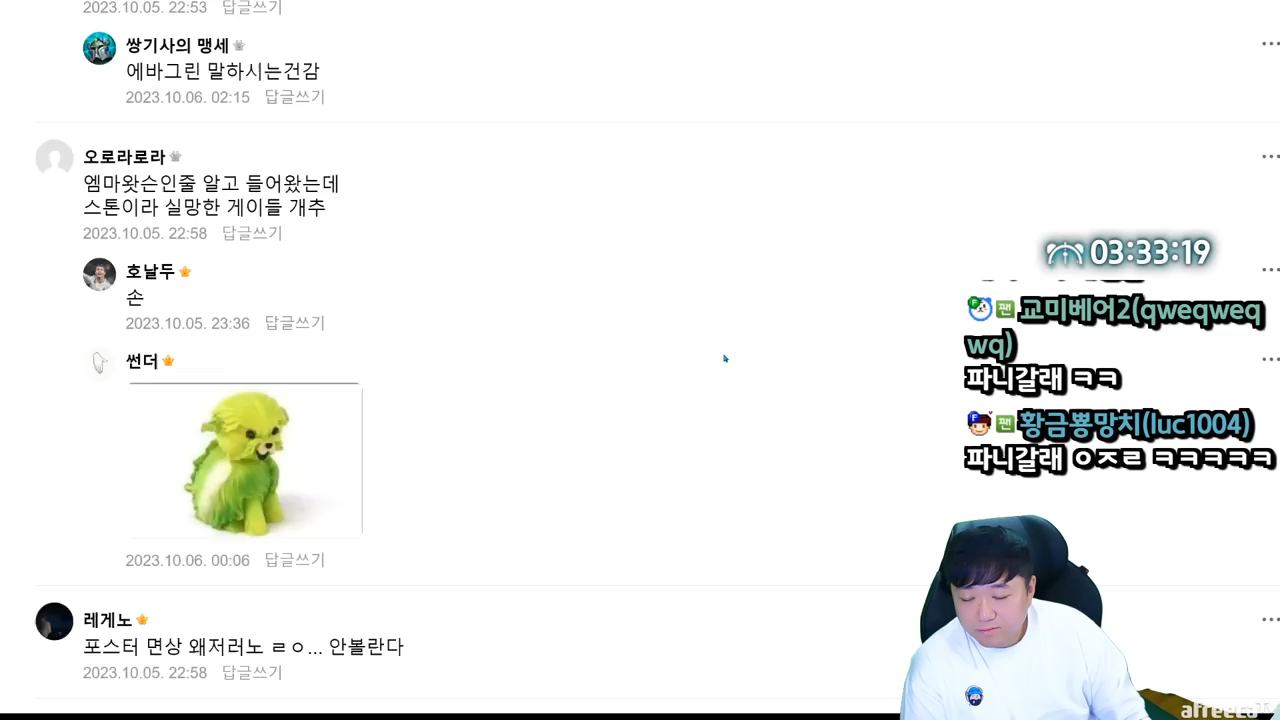 2023.10.05. 22:53 답글쓰기
쌍기사의 맹세
에바그린 말하시는건감
2023.10.06. 02:15 답글쓰기
오로라로라
엠마왓슨인줄 알고 들어왔는데
스톤이라 실망한 게이들 개추
2023.10.05. 22:58 답글쓰기
호날두
손
2023.10.05. 23:36 답글쓰기
썬더
2023.10.06. 00:06 답글쓰기
레게노
포스터 면상 왜저러노 ㄹㅇ... 안볼란다
2023.10.05. 22:58 답글쓰기
03:33:19
F 팬 교미베어2(qweqweq
wq)
파니갈래 ㅋㅋ
F 팬 황금뿅망치(luc1004)
파니갈래 ㅇㅈㄹ ㅋㅋㅋㅋㅋ
afreecaTV